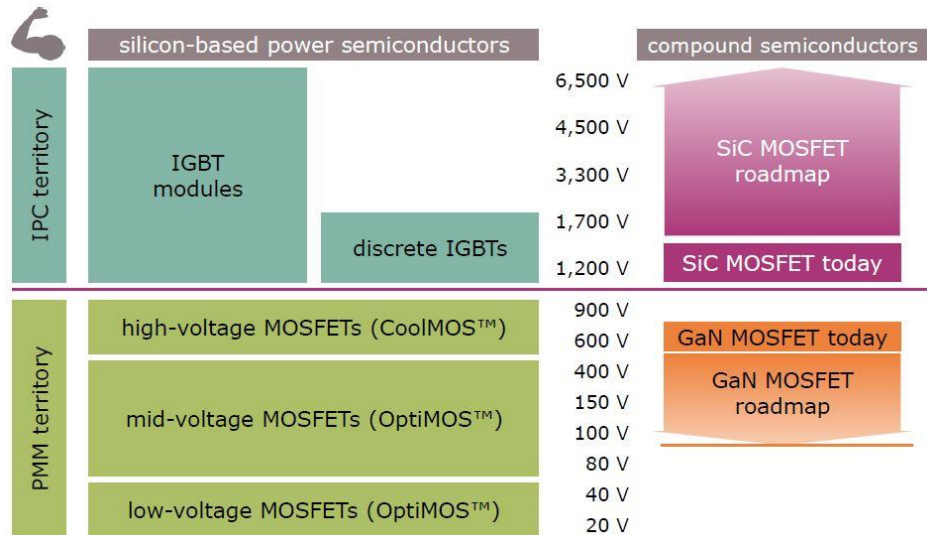 silicon-based power semiconductors
compound semiconductors
IPC territory
IGBT
modules
discrete IGBTs
6,500 V
4,500 V
3,300 V
1,700 V
1,200 V
SiC MOSFET
roadmap
SiC MOSFET today
PMM territory
high-voltage MOSFETs (CoolMOS™)
mid-voltage MOSFETs (OptiMOS™)
low-voltage MOSFETs (OptiMOS™)
900 V
600 V
400 V
150 V
100 V
80 V
40 V
20 V
GaN MOSFET today
GaN MOSFET
roadmap